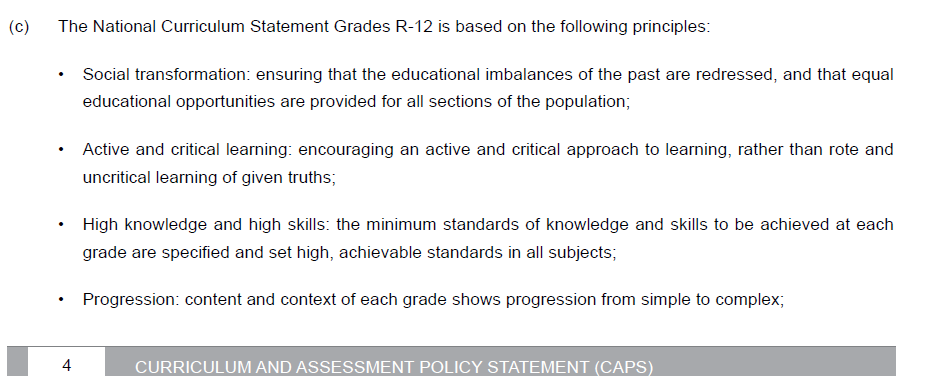 (c) The National Curriculum Statement Grades R-12 is based on the following principles:
• Social transformation: ensuring that the educational imbalances of the past are redressed, and that equal
educational opportunities are provided for all sections of the population;
• Active and critical learning: encouraging an active and critical approach to learning, rather than rote and
uncritical learning of given truths;
• High knowledge and high skills: the minimum standards of knowledge and skills to be achieved at each
grade are specified and set high, achievable standards in all subjects;
• Progression: content and context of each grade shows progression from simple to complex;
4 CURRICULUM AND ASSESSMENT POLICY STATEMENT (CAPS)